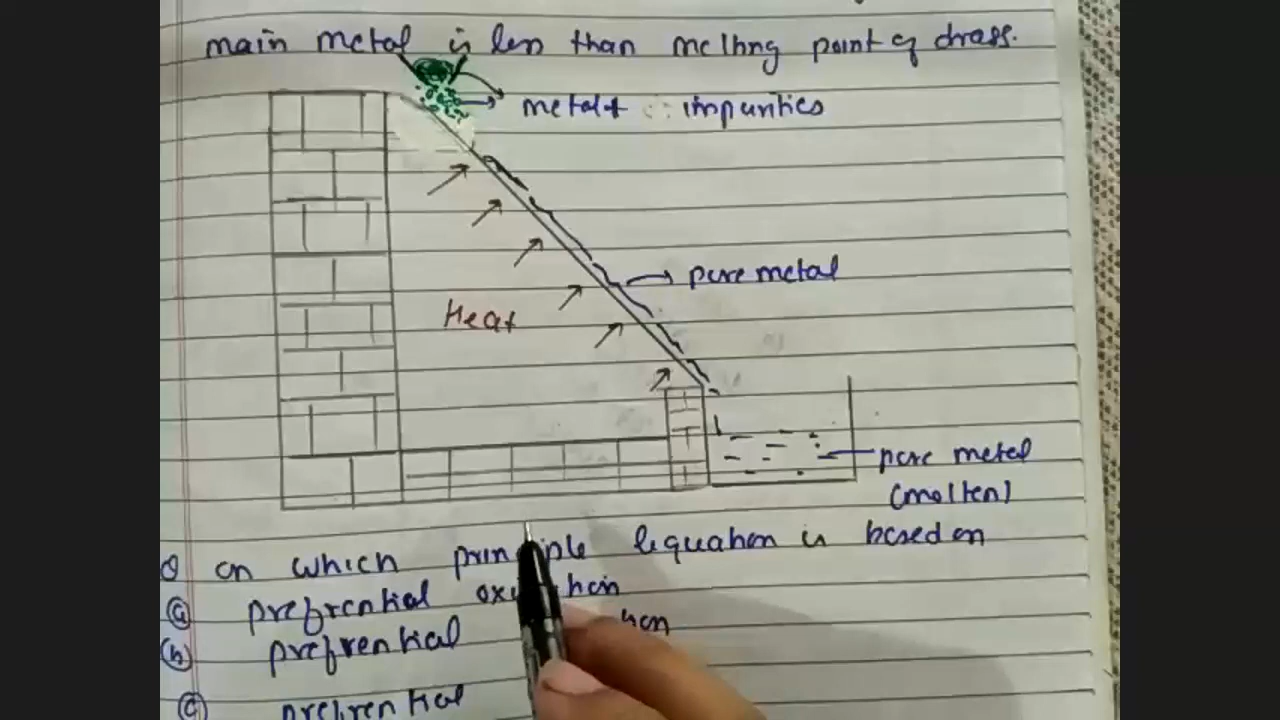 main metal is less than melting point of drass.
metal + impurities
pure metal
Heat
pure metal
(molten)
Q on which principle liquation is based on
(a) prefrential
(b) prefrential
(c) prefrential